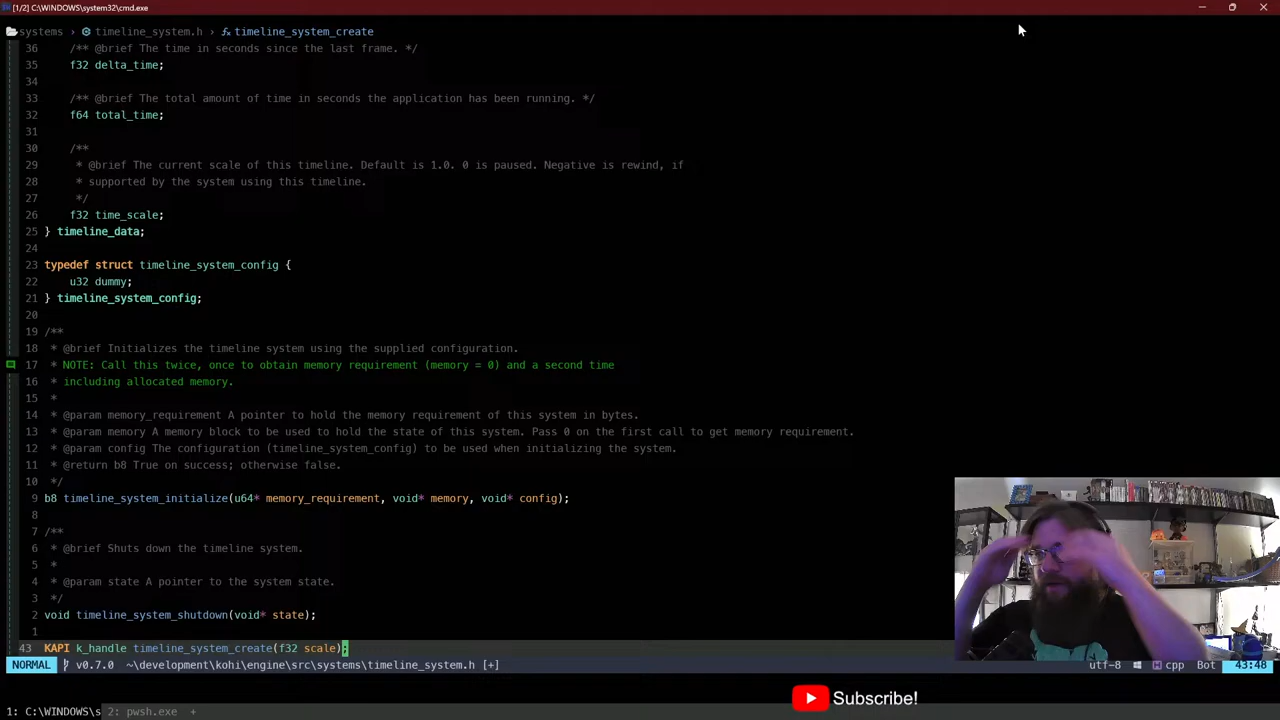 [1/2] C:\WINDOWS\system32\cmd.exe
systems > timeline_system.h > timeline_system_create
36 /** @brief The time in seconds since the last frame. */
35 f32 delta_time;
34
33 /** @brief The total amount of time in seconds the application has been running. */
32 f64 total_time;
31
30 /**
29 * @brief The current scale of this timeline. Default is 1.0. 0 is paused. Negative is rewind, if
28 * supported by the system using this timeline.
27 */
26 f32 time_scale;
25 } timeline_data;
24
23 typedef struct timeline_system_config {
22 u32 dummy;
21 } timeline_system_config;
20
19 /**
18 * @brief Initializes the timeline system using the supplied configuration.
17 * NOTE: Call this twice, once to obtain memory requirement (memory = 0) and a second time
16 * including allocated memory.
15 *
14 * @param memory_requirement A pointer to hold the memory requirement of this system in bytes.
13 * @param memory A memory block to be used to hold the state of this system. Pass 0 on the first call to get memory requirement.
12 * @param config The configuration (timeline_system_config) to be used when initializing the system.
11 * @return b8 True on success; otherwise false.
10 */
9 b8 timeline_system_initialize(u64* memory_requirement, void* memory, void* config);
8
7 /**
6 * @brief Shuts down the timeline system.
5 *
4 * @param state A pointer to the system state.
3 */
2 void timeline_system_shutdown(void* state);
1
43 KAPI k_handle timeline_system_create(f32 scale);
NORMAL v0.7.0 ~\development\kohi\engine\src\systems\timeline_system.h [+] utf-8 cpp Bot 43:48
Subscribe!
1: C:\WINDOWS\s 2: pwsh.exe +